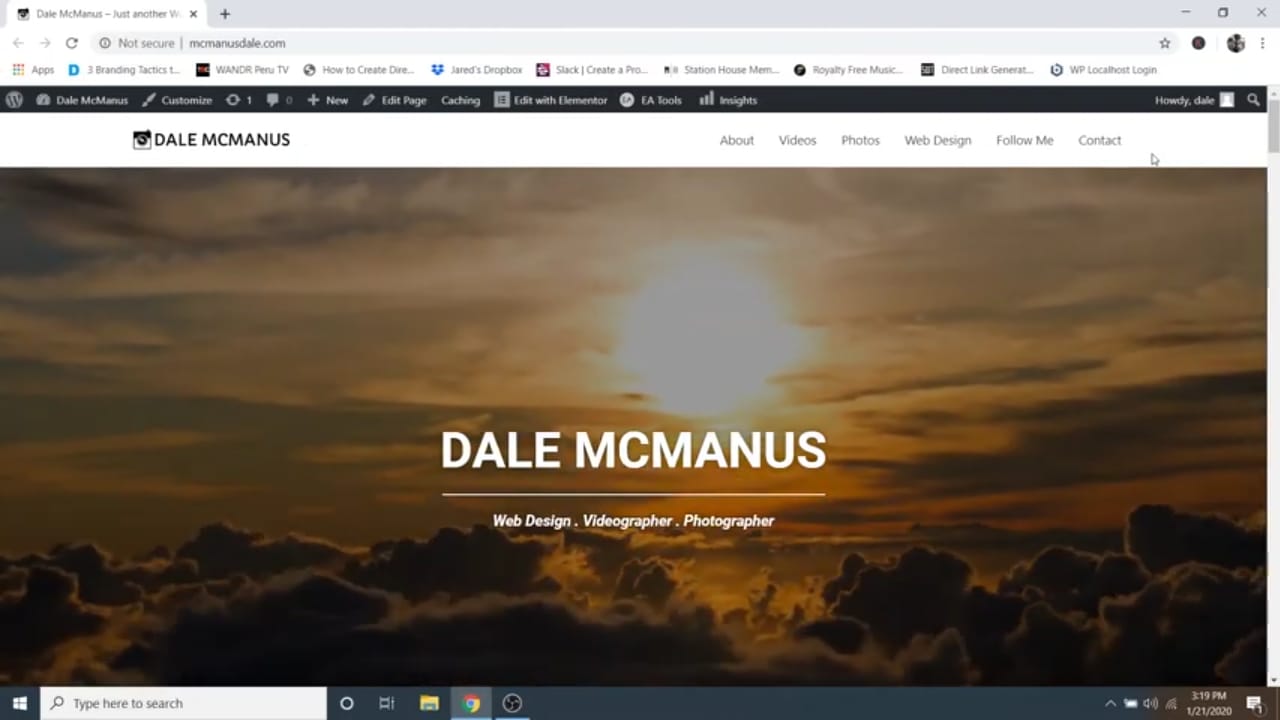 Dale McManus – Just another W
Not secure | mcmanusdale.com
Apps 3 Branding Tactics t... WANDR Peru TV How to Create Dire... Jared's Dropbox Slack | Create a Pro... Station House Mem... Royalty Free Music... Direct Link Generat... WP Localhost Login
Dale McManus Customize 1 0 New Edit Page Caching Edit with Elementor EA EA Tools Insights Howdy, dale
DALE MCMANUS About Videos Photos Web Design Follow Me Contact
DALE MCMANUS
Web Design . Videographer . Photographer
Type here to search
3:19 PM
1/21/2020
1